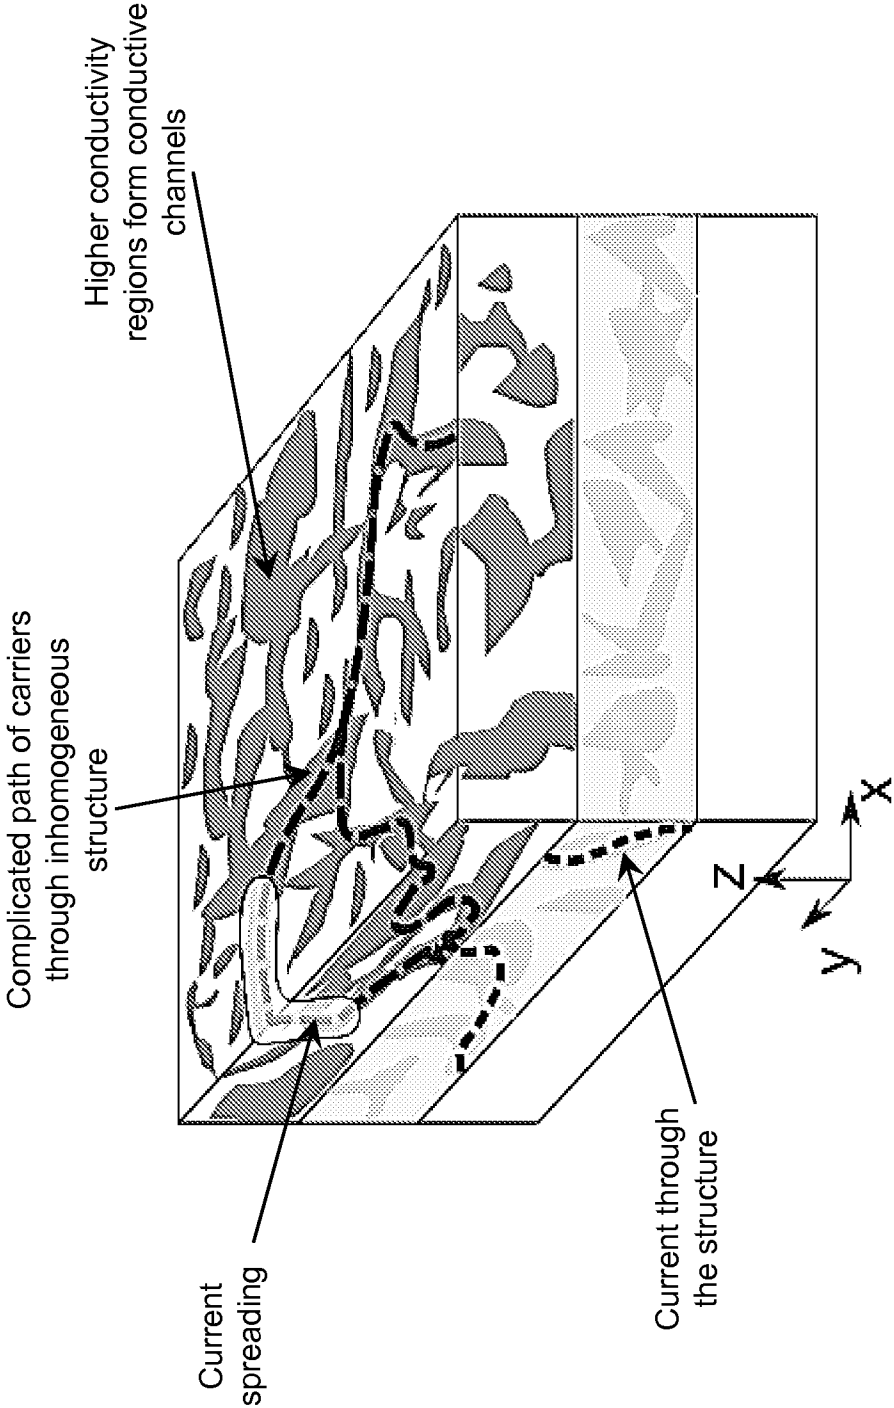 Higher conductivity
regions form conductive
channels
Complicated path of carriers
through inhomogeneous
structure
Current
spreading
Current through
the structure
z
y
x